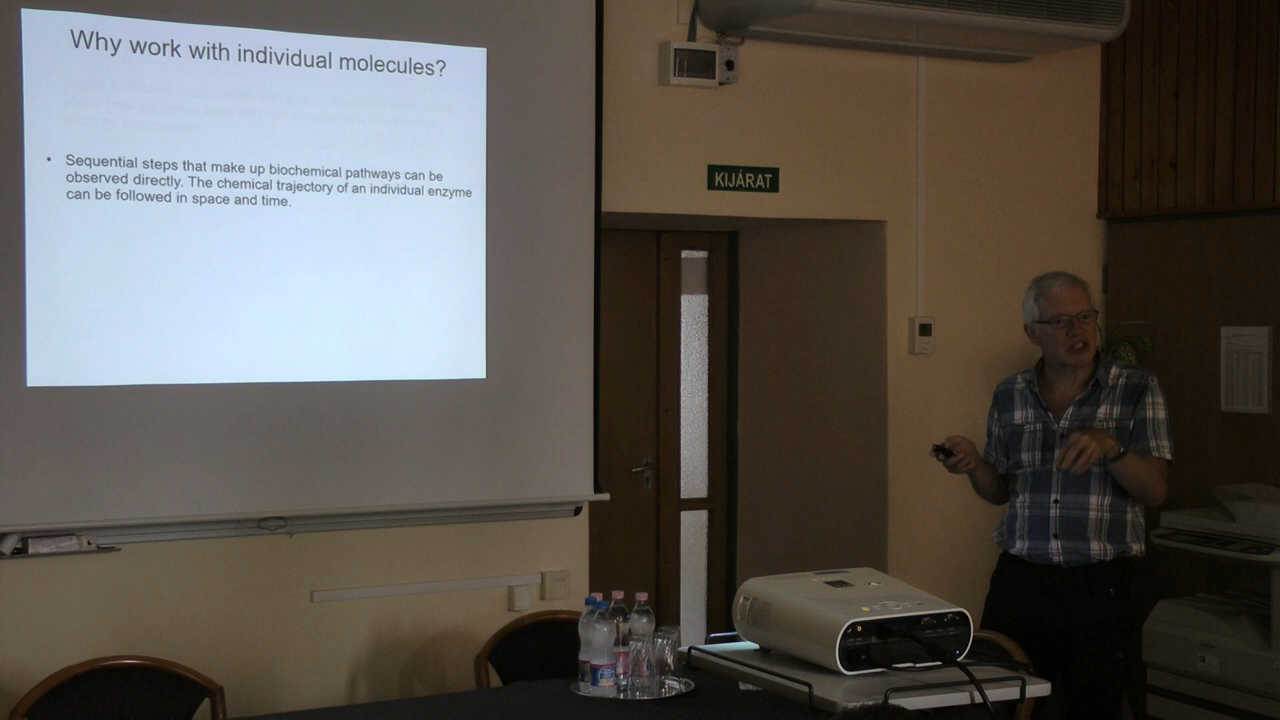 Why work with individual molecules?
• Sequential steps that make up biochemical pathways can be
observed directly. The chemical trajectory of an individual enzyme
can be followed in space and time.
KIJÁRAT